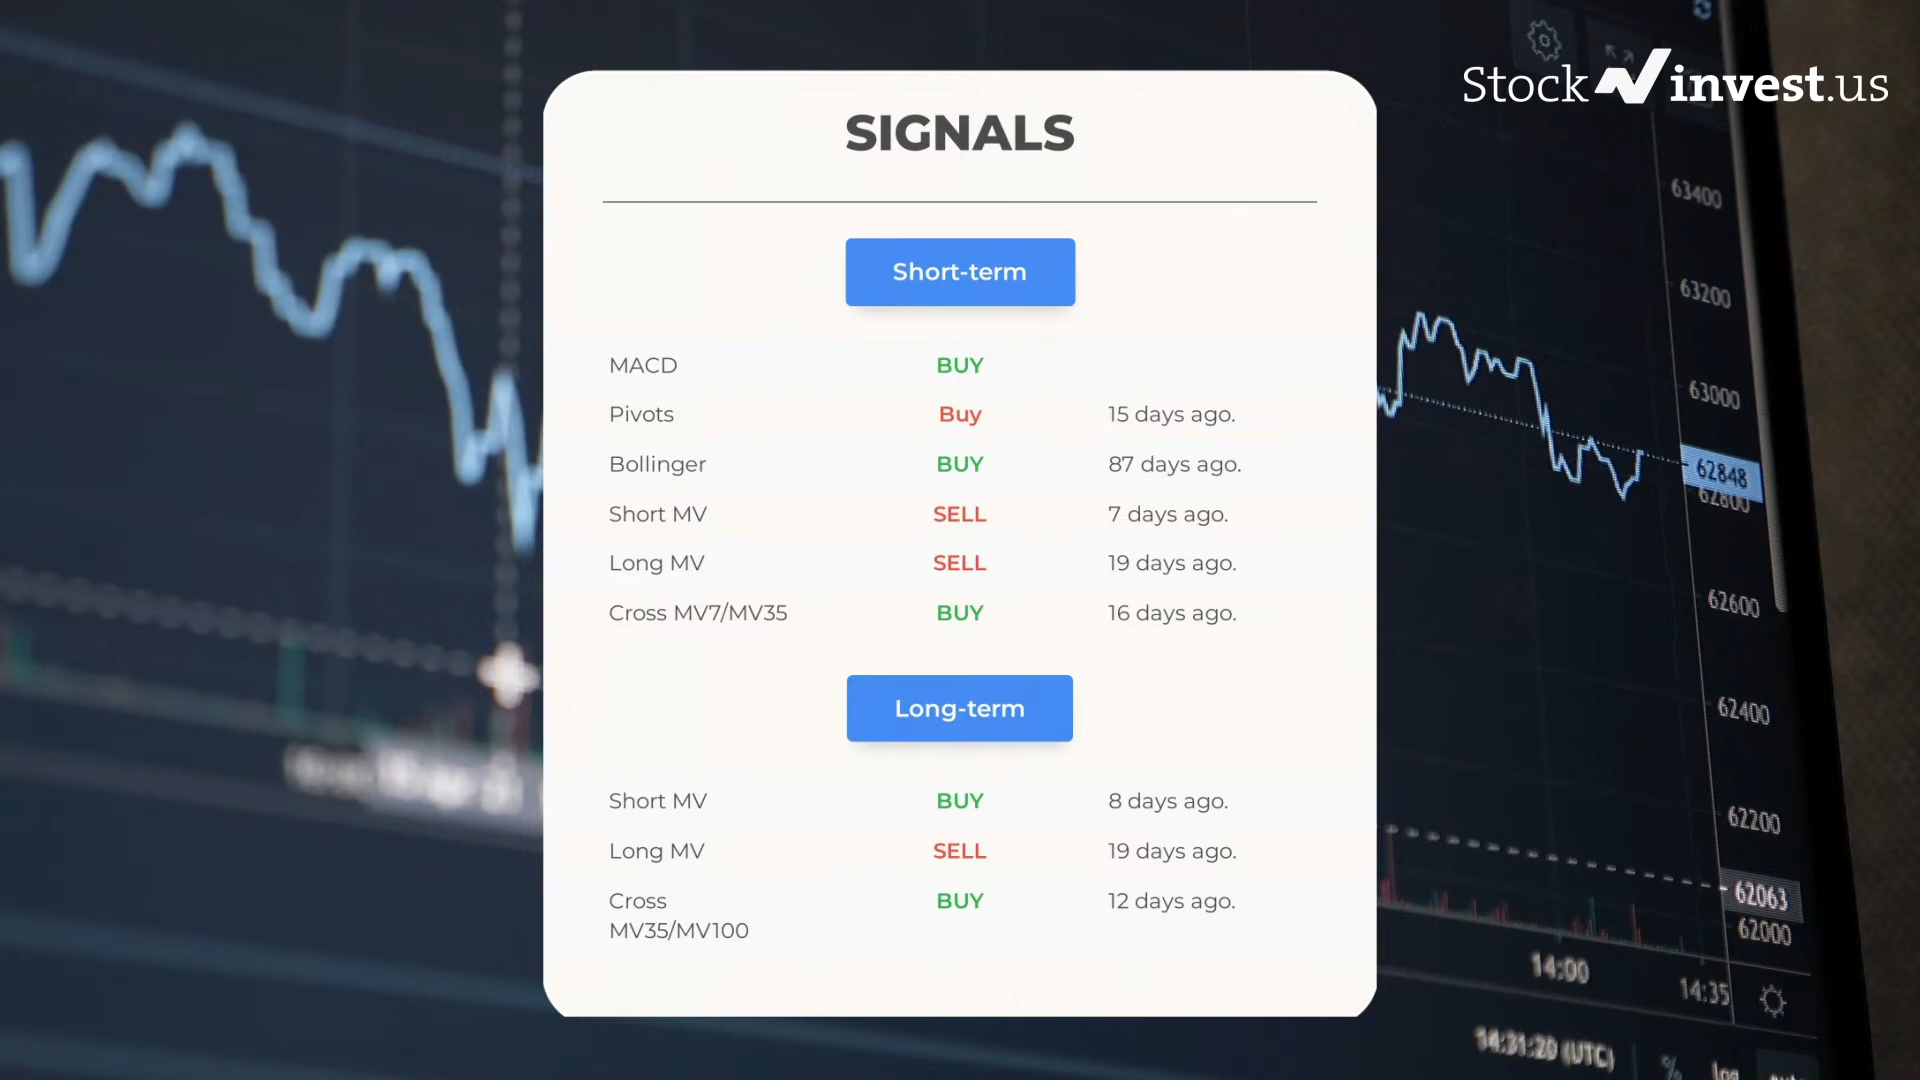 Stock invest.us
SIGNALS
Short-term
MACD BUY
Pivots Buy 15 days ago.
Bollinger BUY 87 days ago.
Short MV SELL 7 days ago.
Long MV SELL 19 days ago.
Cross MV7/MV35 BUY 16 days ago.
Long-term
Short MV BUY 8 days ago.
Long MV SELL 19 days ago.
Cross BUY 12 days ago.
MV35/MV100
63400
63200
63000
62848
62800
62600
62400
62200
62063
62000
14:00
14:35
14:31:20 (UTC)
%
log